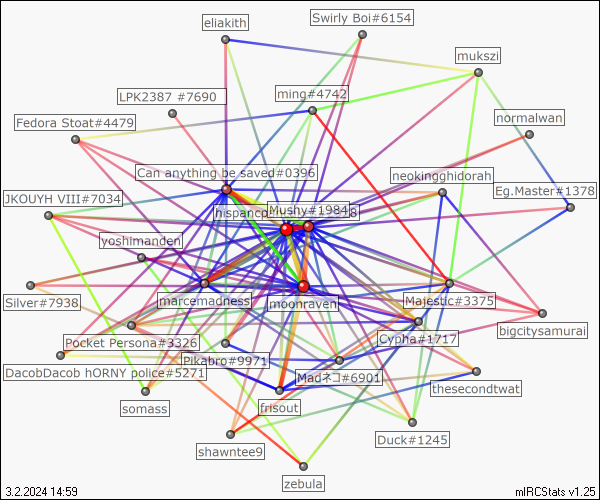 Swirly Boi#6154
eliakith
mukszi
ming#4742
LPK2387 #7690
Fedora Stoat#4479
normalwan
Can anything be saved#0396
neokingghidorah
Eg.Master#1378
JKOUYH VIII#7034
Mushy#1984
yoshimanden
marcemadness
moonraven
Majestic#3375
Silver#7938
bigcitysamurai
Pocket Persona#3326
Cypha#1717
Pikabro#9971
DacobDacob hORNY police#5271
Madネコ#6901
thesecondtwat
somass
frisout
Duck#1245
shawntee9
zebula
3.2.2024 14:59
mIRCStats v1.25